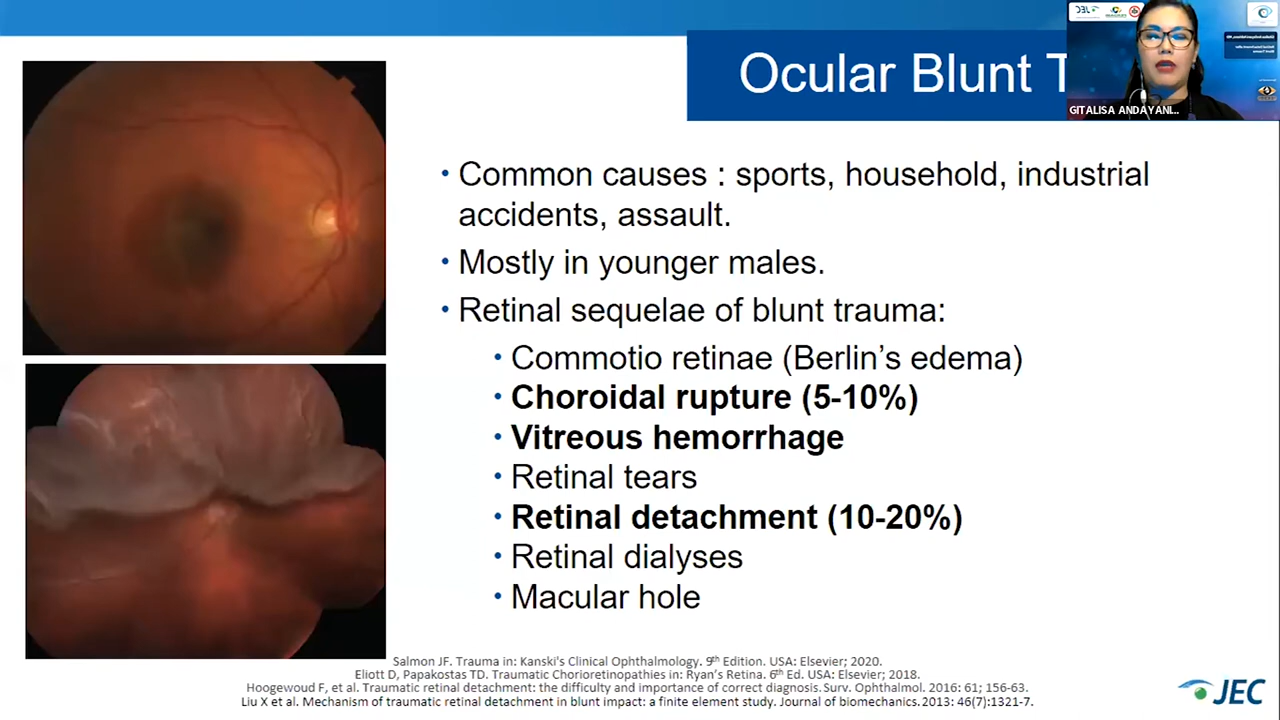 Ocular Blunt T
JEC
GITALISA ANDAYANI...
• Common causes : sports, household, industrial
accidents, assault.
• Mostly in younger males.
• Retinal sequelae of blunt trauma:
• Commotio retinae (Berlin's edema)
• Choroidal rupture (5-10%)
• Vitreous hemorrhage
• Retinal tears
• Retinal detachment (10-20%)
• Retinal dialyses
• Macular hole
Salmon JF. Trauma in: Kanski's Clinical Ophthalmology. 9th Edition. USA: Elsevier; 2020.
Eliott D, Papakostas TD. Traumatic Chorioretinopathies in: Ryan's Retina. 6th Ed. USA: Elsevier; 2018.
Hoogewoud F, et al. Traumatic retinal detachment: the difficulty and importance of correct diagnosis. Surv. Ophthalmol. 2016: 61; 156-63.
Liu X et al. Mechanism of traumatic retinal detachment in blunt impact: a finite element study. Journal of biomechanics. 2013: 46(7):1321-7.
JEC